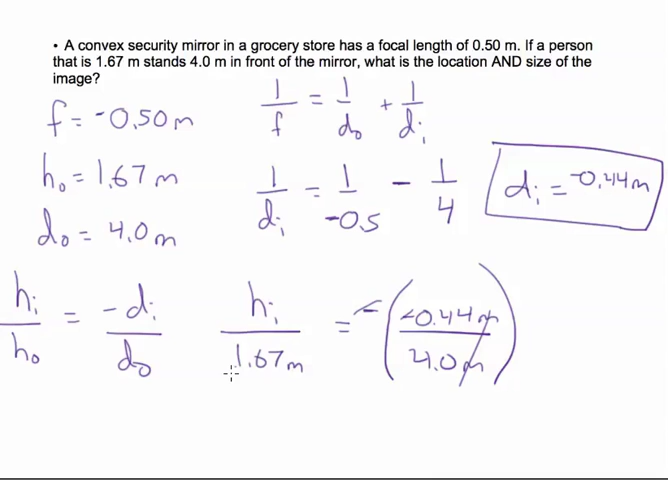 • A convex security mirror in a grocery store has a focal length of 0.50 m. If a person
that is 1.67 m stands 4.0 m in front of the mirror, what is the location AND size of the
image?
f = -0.50 m
1/f = 1/do + 1/di
ho = 1.67 m
1/di = 1/-0.5 - 1/4
di = -0.44 m
do = 4.0 m
hi/ho = -di/do
hi/1.67 m = -(-0.44 m/4.0 m)